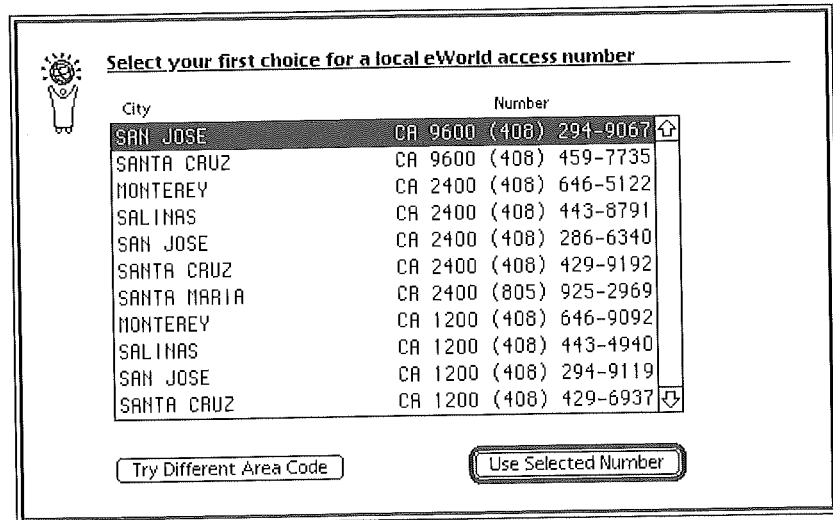 Select your first choice for a local eWorld access number
City Number
SAN JOSE CA 9600 (408) 294-9067
SANTA CRUZ CA 9600 (408) 459-7735
MONTEREY CA 2400 (408) 646-5122
SALINAS CA 2400 (408) 443-8791
SAN JOSE CA 2400 (408) 286-6340
SANTA CRUZ CA 2400 (408) 429-9192
SANTA MARIA CA 2400 (805) 925-2969
MONTEREY CA 1200 (408) 646-9092
SALINAS CA 1200 (408) 443-4940
SAN JOSE CA 1200 (408) 294-9119
SANTA CRUZ CA 1200 (408) 429-6937
Try Different Area Code Use Selected Number